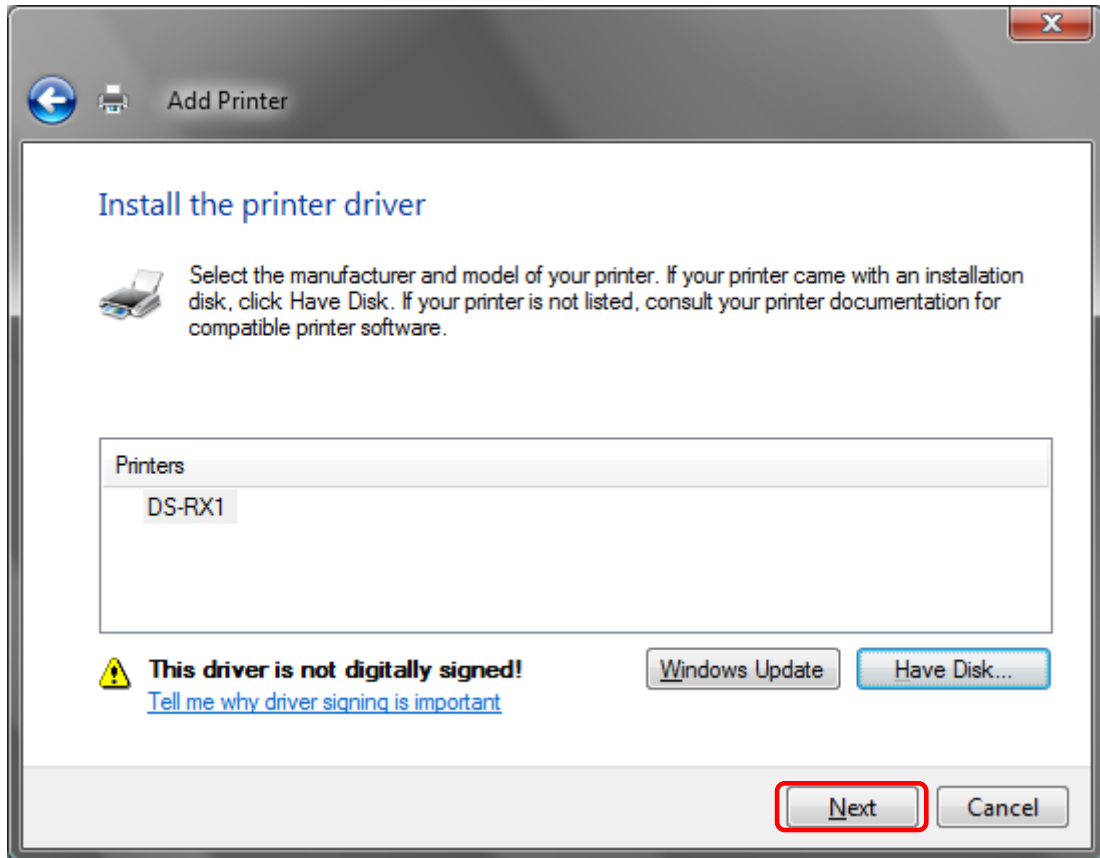 Add Printer
Install the printer driver
Select the manufacturer and model of your printer. If your printer came with an installation
disk, click Have Disk. If your printer is not listed, consult your printer documentation for
compatible printer software.
Printers
DS-RX1
This driver is not digitally signed!
Windows Update
Have Disk...
Tell me why driver signing is important
Next
Cancel